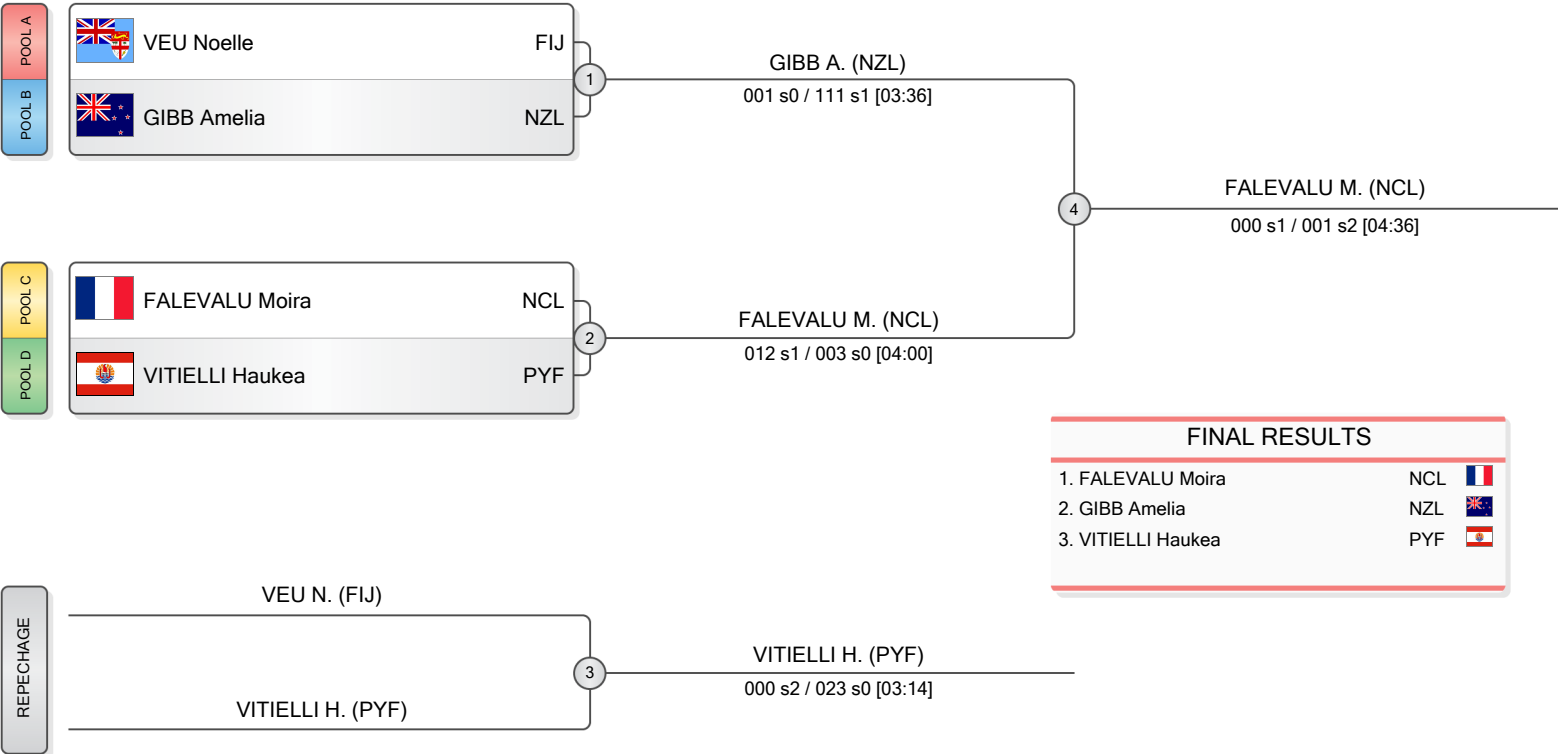 POOL A
VEU Noelle FIJ
POOL B
GIBB Amelia NZL
1
GIBB A. (NZL)
001 s0 / 111 s1 [03:36]
4
FALEVALU M. (NCL)
000 s1 / 001 s2 [04:36]
POOL C
FALEVALU Moira NCL
POOL D
VITIELLI Haukea PYF
2
FALEVALU M. (NCL)
012 s1 / 003 s0 [04:00]
FINAL RESULTS
1. FALEVALU Moira NCL
2. GIBB Amelia NZL
3. VITIELLI Haukea PYF
REPECHAGE
VEU N. (FIJ)
VITIELLI H. (PYF)
3
VITIELLI H. (PYF)
000 s2 / 023 s0 [03:14]